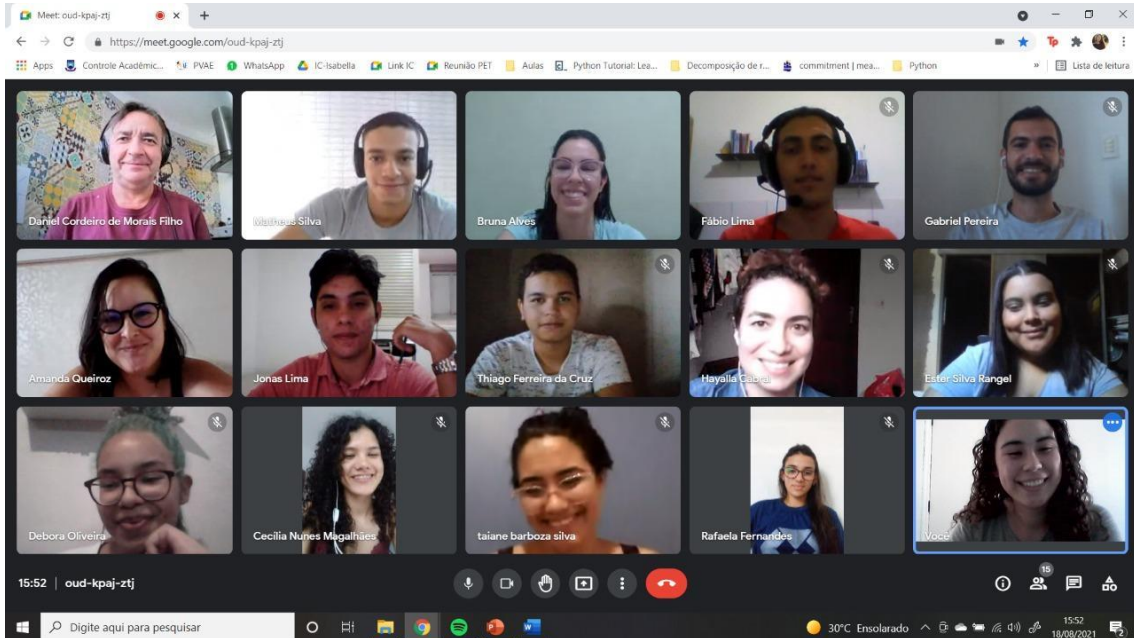 Meet: oud-kpaj-ztj
https://meet.google.com/oud-kpaj-ztj
Apps Controle Acadêmic... PVAE WhatsApp IC-Isabella Link IC Reunião PET Aulas Python Tutorial: Lea... Decomposição de r... commitment | mea... Python » Lista de leitura
Daniel Cordeiro de Morais Filho Matheus Silva Bruna Alves Fábio Lima Gabriel Pereira
Amanda Queiroz Jonas Lima Thiago Ferreira da Cruz Hayalla Cabral Ester Silva Rangel
Debora Oliveira Cecília Nunes Magalhães taiane barboza silva Rafaela Fernandes Você
15:52 | oud-kpaj-ztj 15
Digite aqui para pesquisar 30°C Ensolarado 15:52
18/08/2021 2